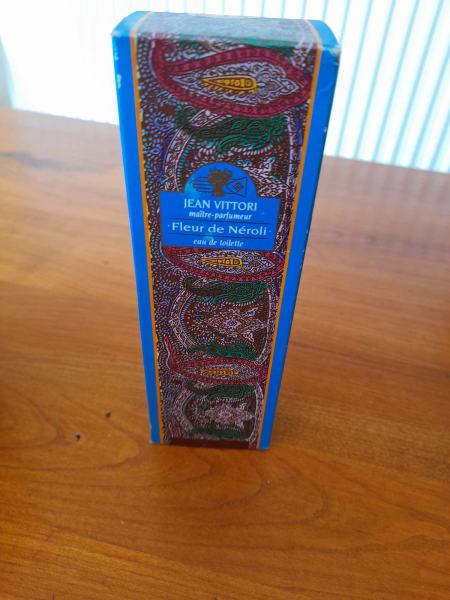 JEAN VITTORI
maître-parfumeur
· Fleur de Néroli ·
eau de toilette